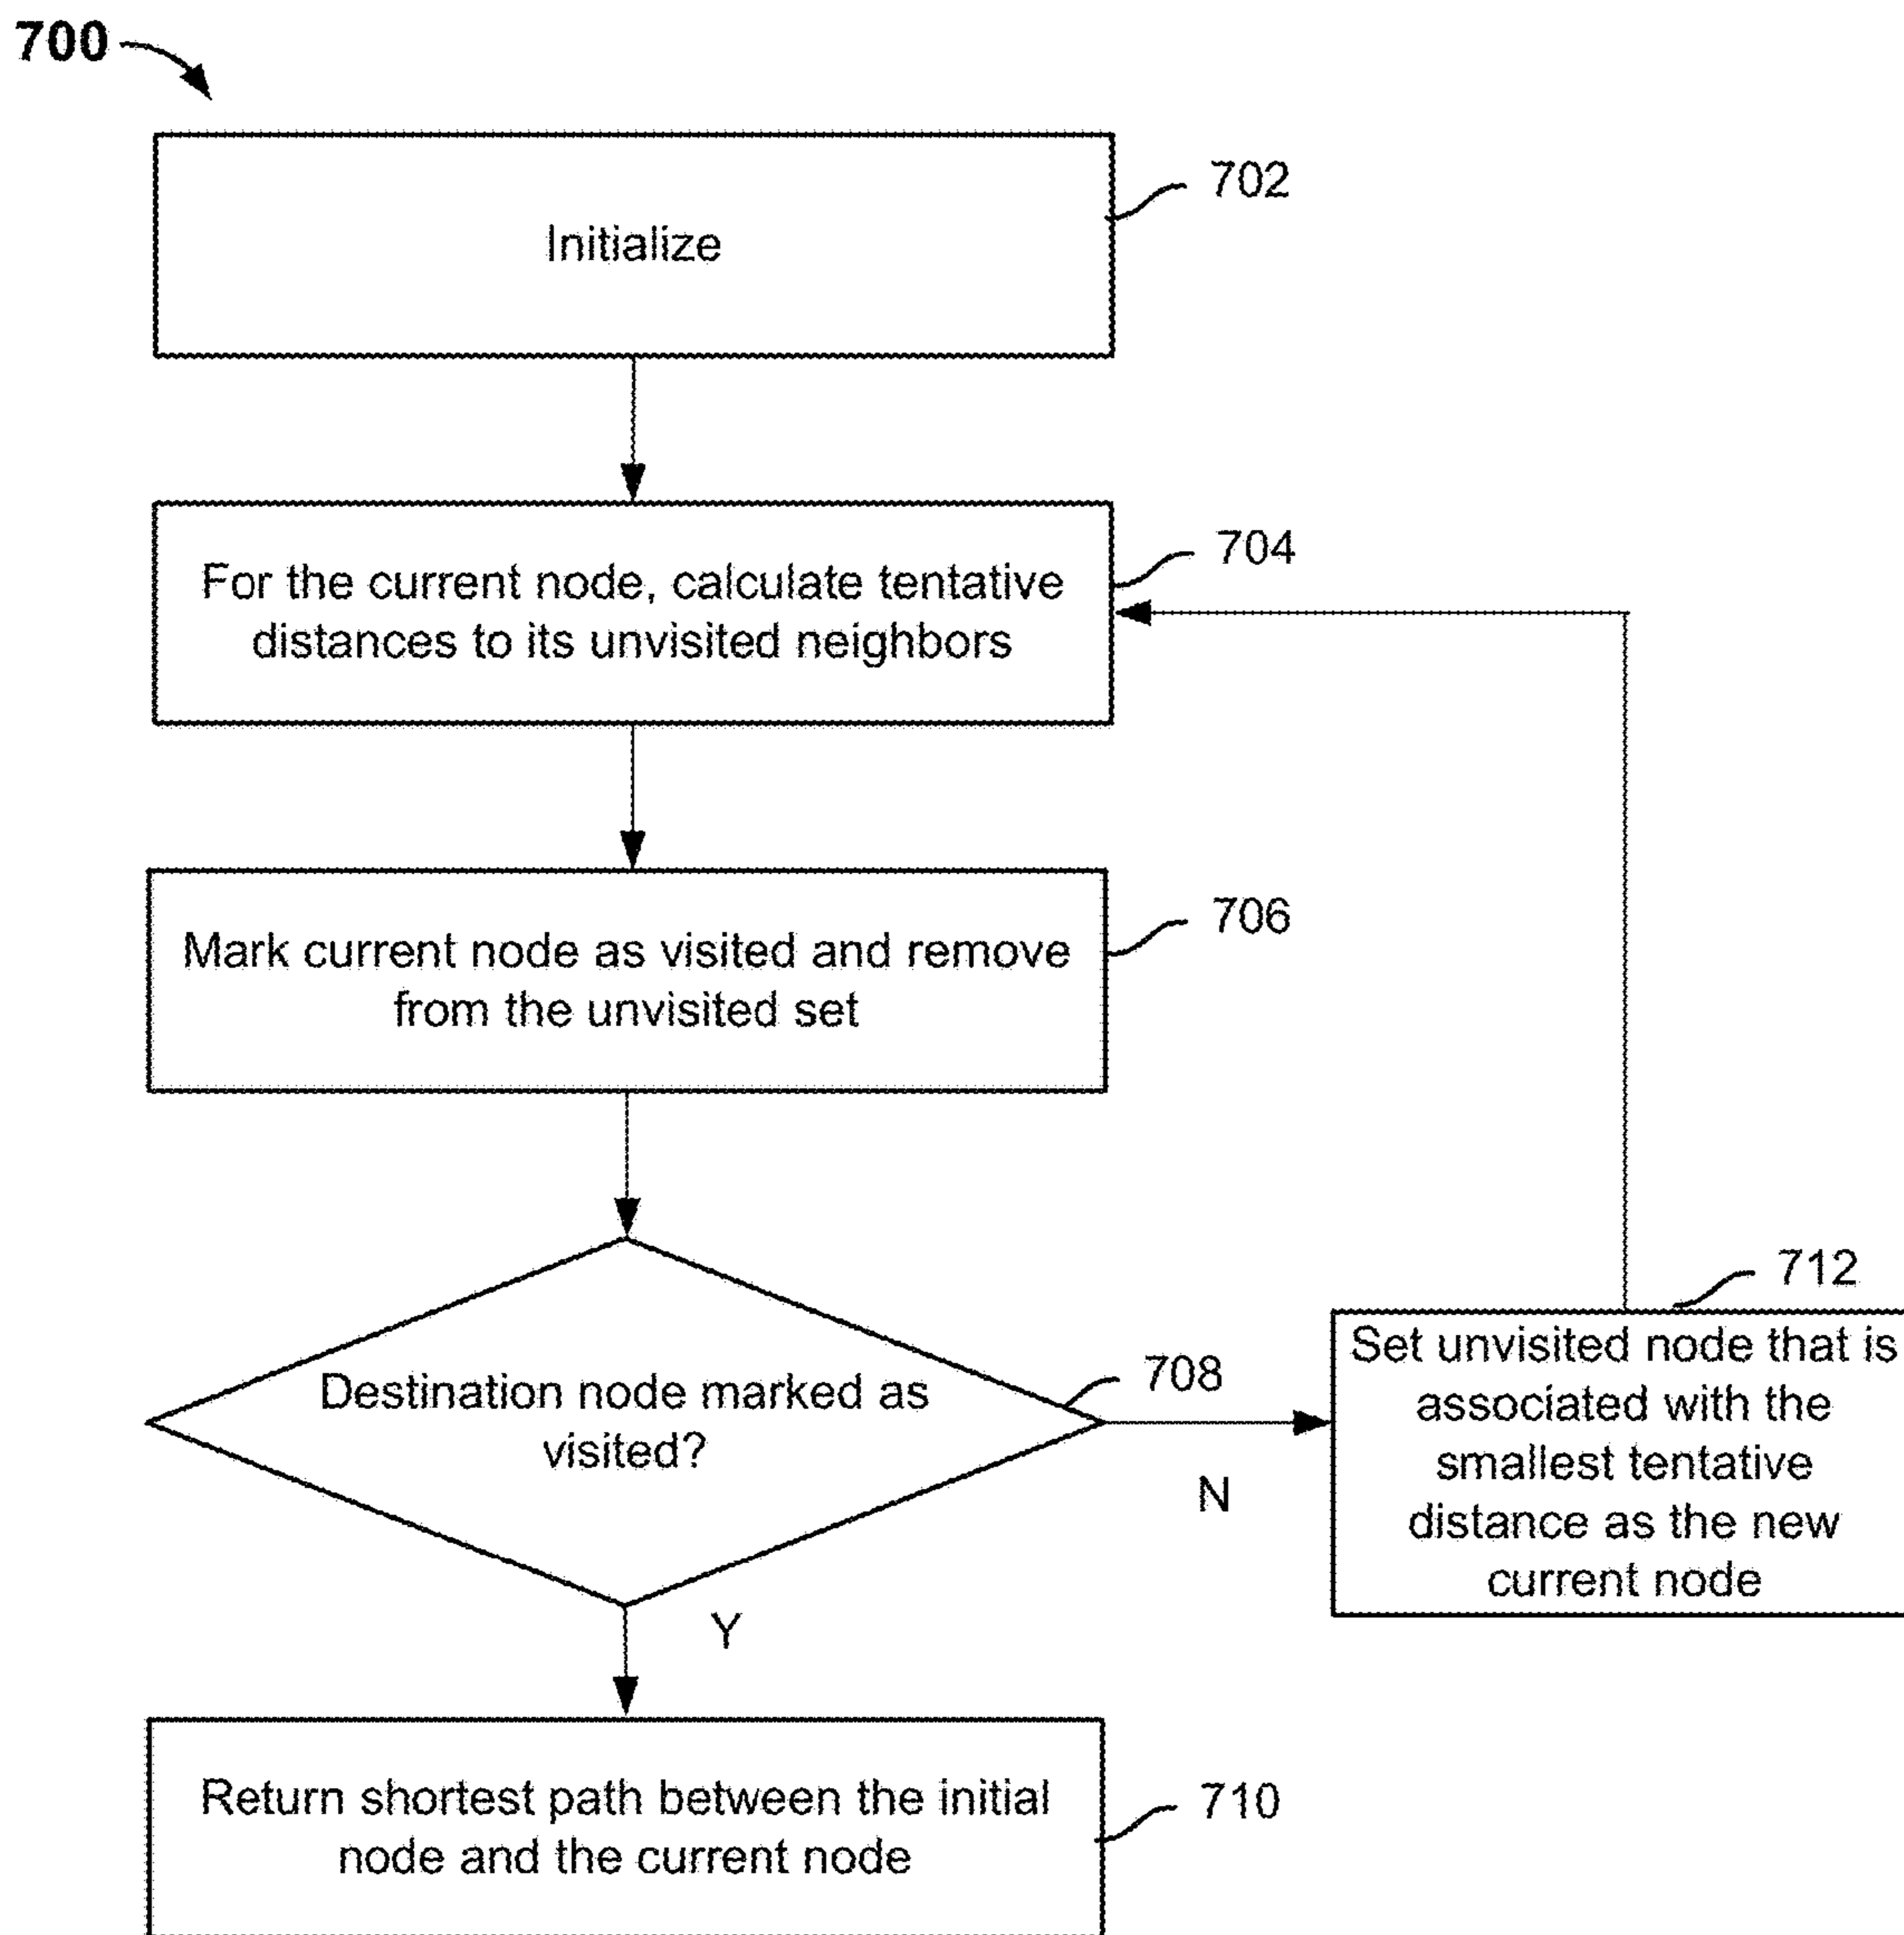 700
702
Initialize
704
For the current node, calculate tentative
distances to its unvisited neighbors
706
Mark current node as visited and remove
from the unvisited set
708
Destination node marked as
visited?
N
712
Set unvisited node that is
associated with the
smallest tentative
distance as the new
current node
Y
710
Return shortest path between the initial
node and the current node